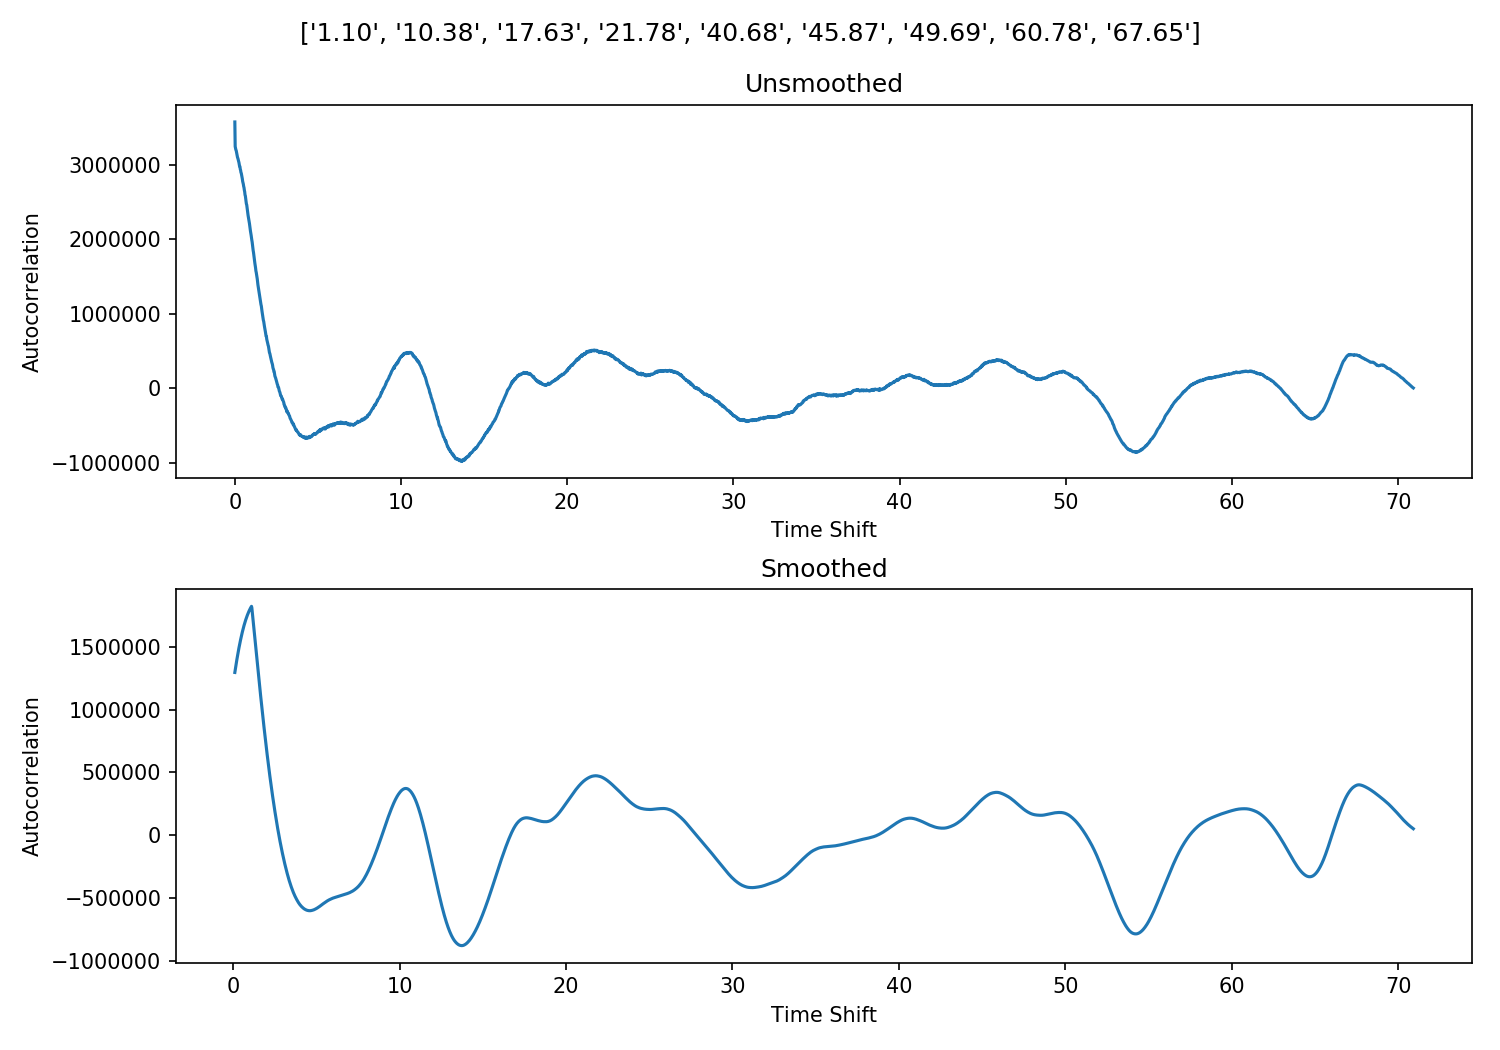 ['1.10', '10.38', '17.63', '21.78', '40.68', '45.87', '49.69', '60.78', '67.65']
Unsmoothed
Autocorrelation
3000000
2000000
1000000
0
−1000000
0 10 20 30 40 50 60 70
Time Shift
Smoothed
Autocorrelation
1500000
1000000
500000
0
−500000
−1000000
0 10 20 30 40 50 60 70
Time Shift